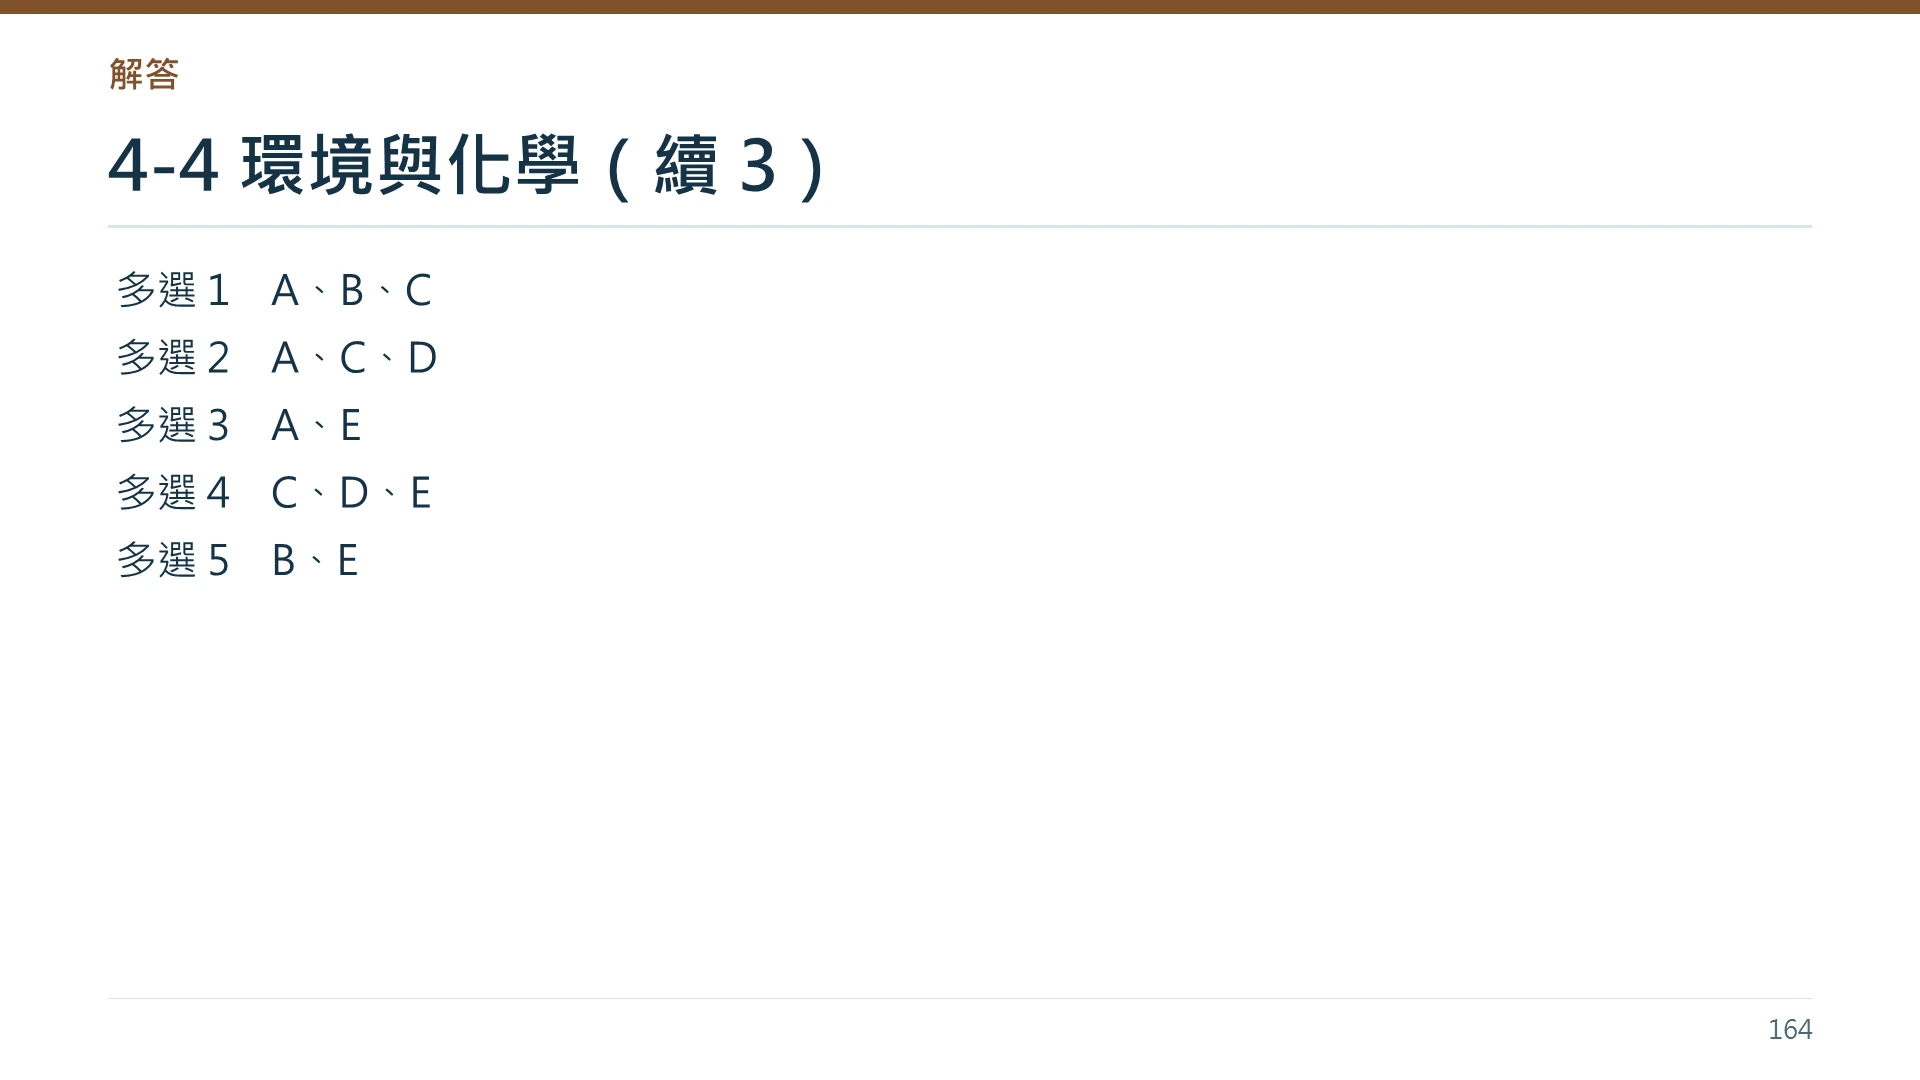 解答
4-4 環境與化學（續 3）
多選 1　A、B、C
多選 2　A、C、D
多選 3　A、E
多選 4　C、D、E
多選 5　B、E
164